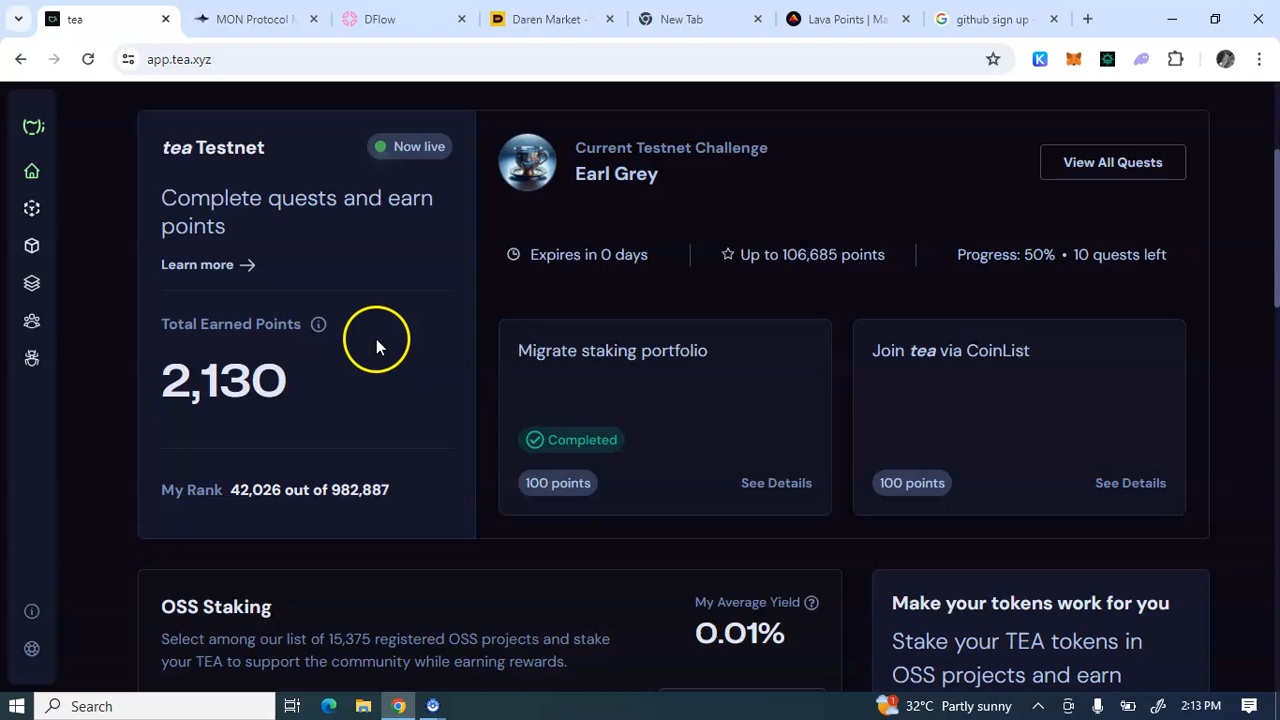 tea
MON Protocol M
DFlow
Daren Market -
New Tab
Lava Points | Ma
github sign up -
app.tea.xyz
tea Testnet
Now live
Complete quests and earn
points
Learn more
Total Earned Points
2,130
My Rank 42,026 out of 982,887
Current Testnet Challenge
Earl Grey
View All Quests
Expires in 0 days
Up to 106,685 points
Progress: 50% • 10 quests left
Migrate staking portfolio
Completed
100 points
See Details
Join tea via CoinList
100 points
See Details
OSS Staking
Select among our list of 15,375 registered OSS projects and stake
your TEA to support the community while earning rewards.
My Average Yield
0.01%
Make your tokens work for you
Stake your TEA tokens in
OSS projects and earn
Search
1
32°C Partly sunny
2:13 PM